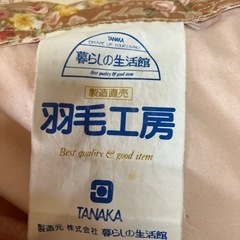 TANAKA
CREATE UP YOUR LIVING
暮らしの生活館
Best quality & good item
製造直売
羽毛工房
Best quality & good item
TANAKA
製造元 株式会社 暮らしの生活館